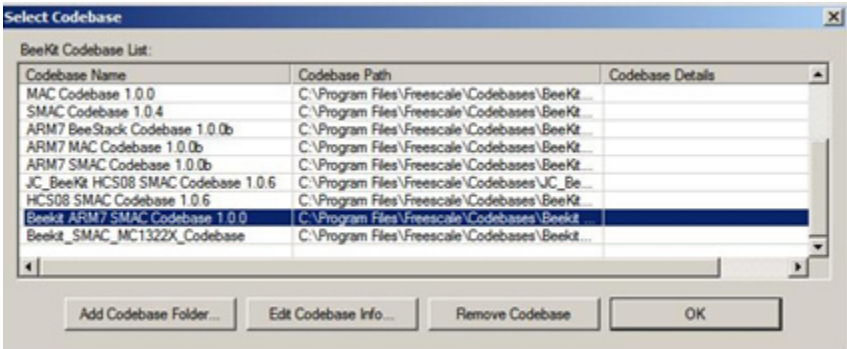 Select Codebase
BeeKit Codebase List:
Codebase Name Codebase Path Codebase Details
MAC Codebase 1.0.0 C:\Program Files\Freescale\Codebases\BeeKit...
SMAC Codebase 1.0.4 C:\Program Files\Freescale\Codebases\BeeKit...
ARM7 BeeStack Codebase 1.0.0b C:\Program Files\Freescale\Codebases\BeeKit...
ARM7 MAC Codebase 1.0.0b C:\Program Files\Freescale\Codebases\BeeKit...
ARM7 SMAC Codebase 1.0.0b C:\Program Files\Freescale\Codebases\BeeKit...
JC_BeeKit HCS08 SMAC Codebase 1.0.6 C:\Program Files\Freescale\Codebases\JC_Be...
HCS08 SMAC Codebase 1.0.6 C:\Program Files\Freescale\Codebases\BeeKit...
Beekit ARM7 SMAC Codebase 1.0.0 C:\Program Files\Freescale\Codebases\Beekit ...
Beekit_SMAC_MC1322X_Codebase C:\Program Files\Freescale\Codebases\Beekit...
Add Codebase Folder... Edit Codebase Info... Remove Codebase OK